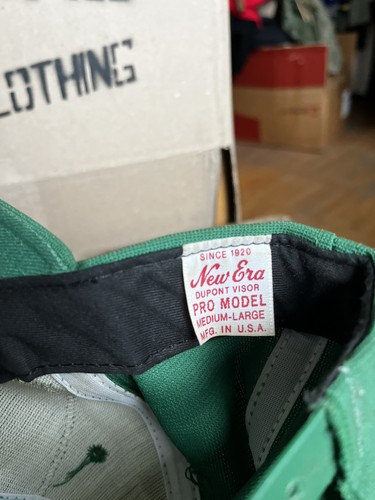 LOTHING
SINCE 1920
New Era
DUPONT VISOR
PRO MODEL
MEDIUM-LARGE
MFG. IN U.S.A.